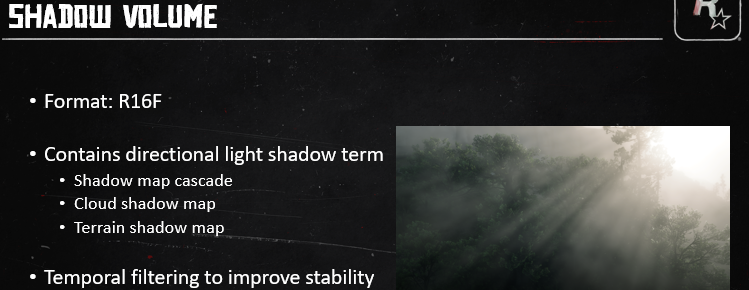 SHADOW VOLUME
R
• Format: R16F
• Contains directional light shadow term
• Shadow map cascade
• Cloud shadow map
• Terrain shadow map
• Temporal filtering to improve stability